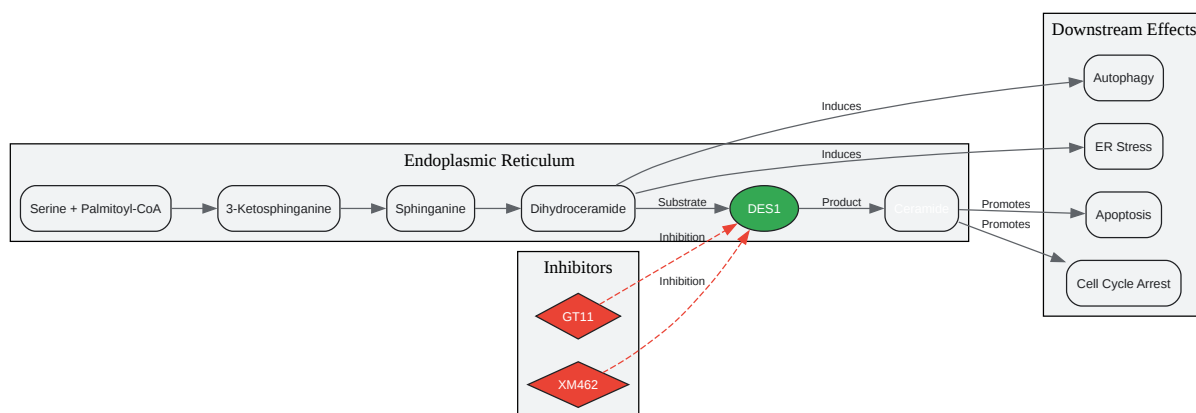 Downstream Effects
Autophagy
Induces
ER Stress
Induces
Endoplasmic Reticulum
Serine + Palmitoyl-CoA
3-Ketosphinganine
Sphinganine
Dihydroceramide
Substrate
DES1
Product
Ceramide
Promotes
Apoptosis
Promotes
Inhibition
Inhibitors
Inhibition
Cell Cycle Arrest
GT11
XM462